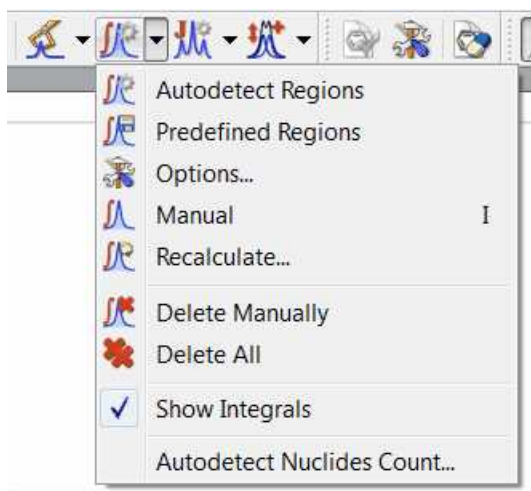 Autodetect Regions
Predefined Regions
Options...
Manual I
Recalculate...
Delete Manually
Delete All
Show Integrals
Autodetect Nuclides Count...